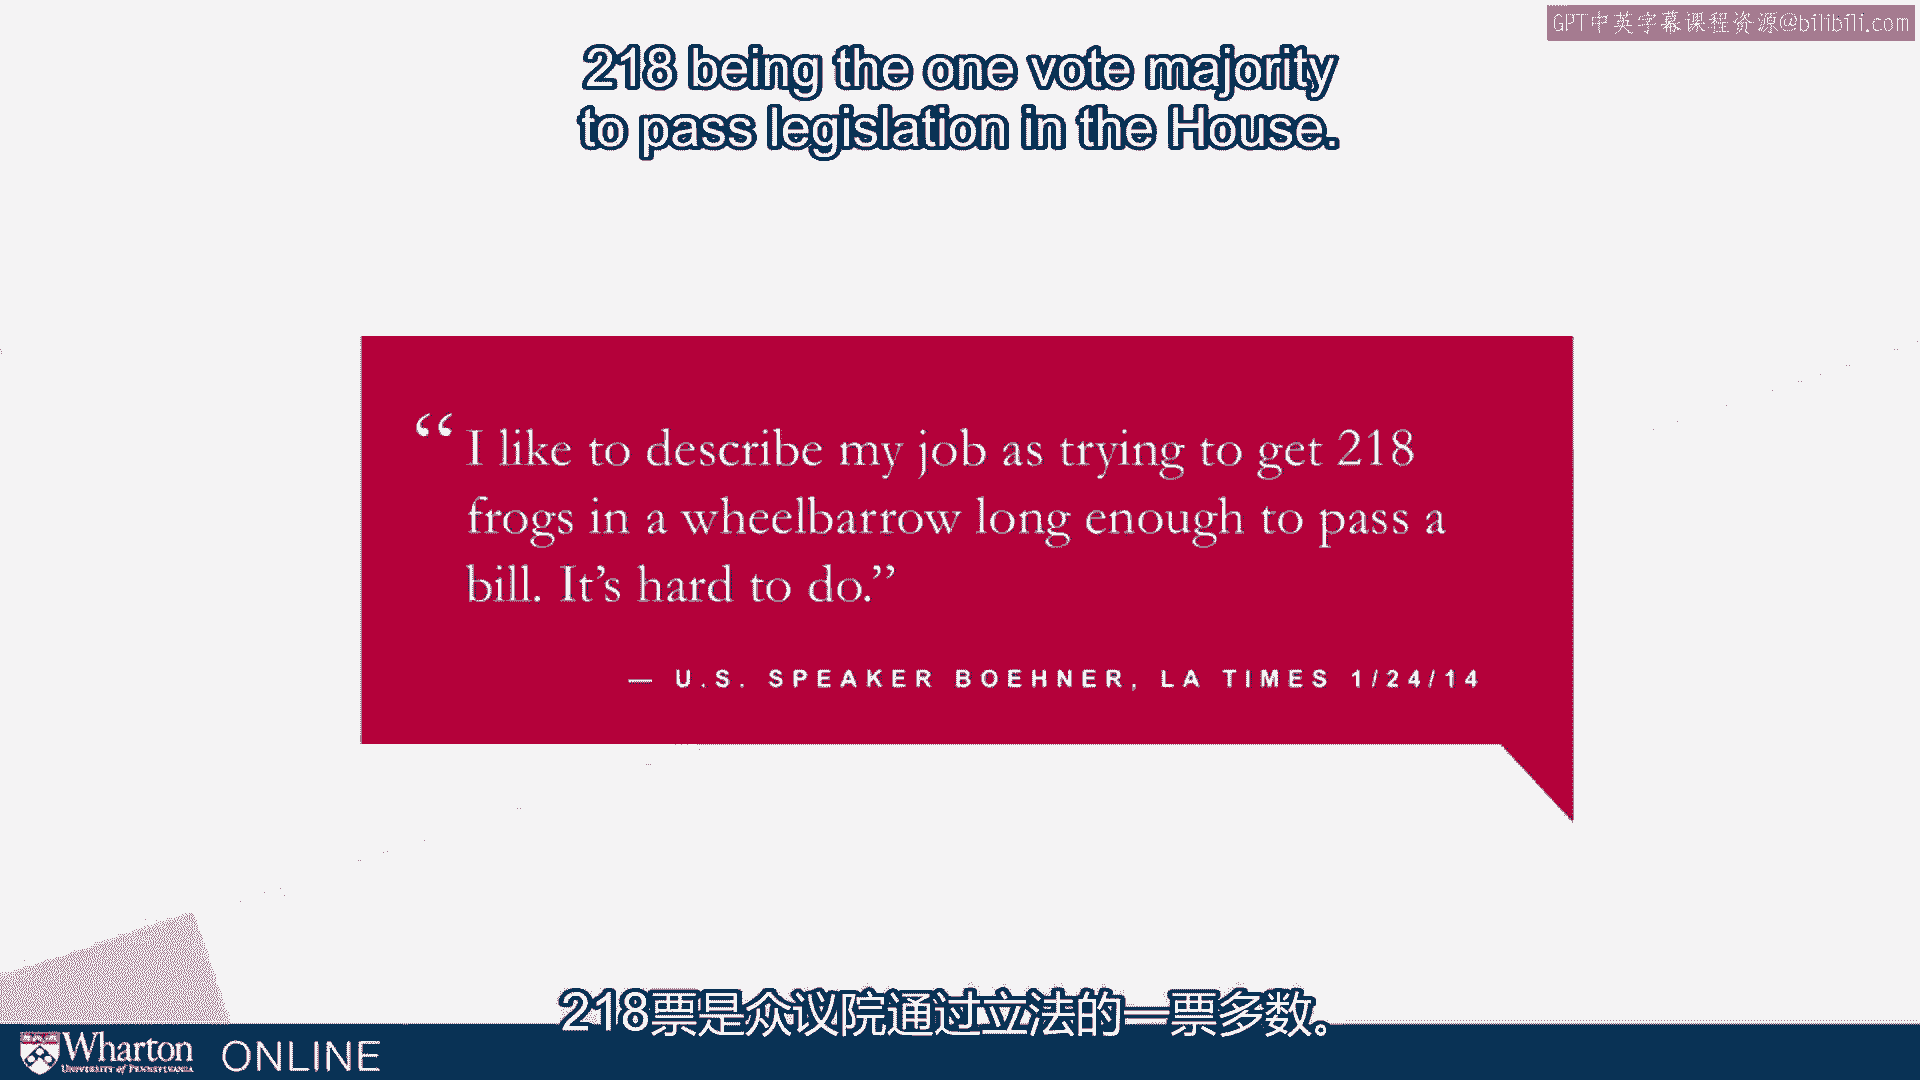 GPT中英字幕课程资源@bilibili.com
218 being the one vote majority
to pass legislation in the House.
“ I like to describe my job as trying to get 218
frogs in a wheelbarrow long enough to pass a
bill. It’s hard to do.”
— U.S. SPEAKER BOEHNER, LA TIMES 1/24/14
218票是众议院通过立法的一票多数。
Wharton ONLINE
UNIVERSITY OF PENNSYLVANIA